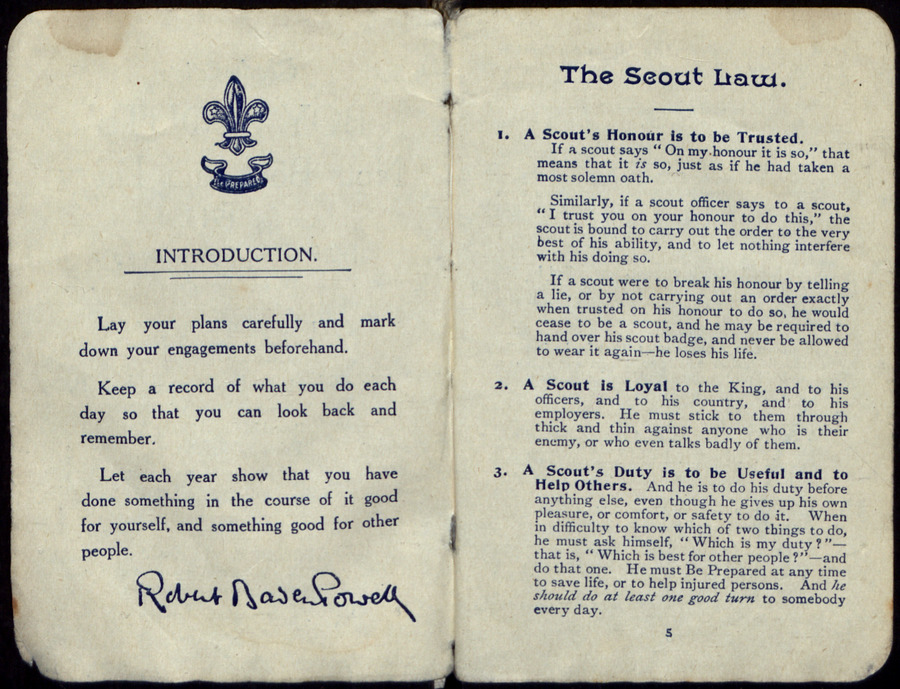 BE PREPARED
INTRODUCTION.
Lay your plans carefully and mark
down your engagements beforehand.
Keep a record of what you do each
day so that you can look back and
remember.
Let each year show that you have
done something in the course of it good
for yourself, and something good for other
people.
Robert Baden Powell
The Scout Law.
1. A Scout's Honour is to be Trusted.
If a scout says “ On my honour it is so,” that
means that it is so, just as if he had taken a
most solemn oath.
Similarly, if a scout officer says to a scout,
“ I trust you on your honour to do this,” the
scout is bound to carry out the order to the very
best of his ability, and to let nothing interfere
with his doing so.
If a scout were to break his honour by telling
a lie, or by not carrying out an order exactly
when trusted on his honour to do so, he would
cease to be a scout, and he may be required to
hand over his scout badge, and never be allowed
to wear it again—he loses his life.
2. A Scout is Loyal to the King, and to his
officers, and to his country, and to his
employers. He must stick to them through
thick and thin against anyone who is their
enemy, or who even talks badly of them.
3. A Scout's Duty is to be Useful and to
Help Others. And he is to do his duty before
anything else, even though he gives up his own
pleasure, or comfort, or safety to do it. When
in difficulty to know which of two things to do,
he must ask himself, “ Which is my duty ? ”—
that is, “ Which is best for other people ? ”—and
do that one. He must Be Prepared at any time
to save life, or to help injured persons. And he
should do at least one good turn to somebody
every day.
5